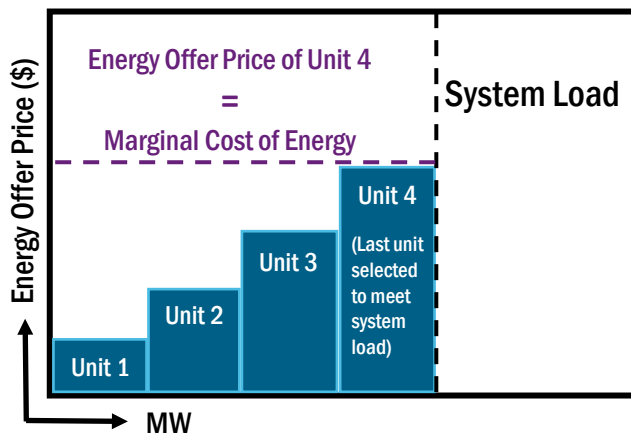 Energy Offer Price of Unit 4
=
Marginal Cost of Energy
System Load
Energy Offer Price ($)
Unit 1
Unit 2
Unit 3
Unit 4
(Last unit
selected
to meet
system
load)
MW